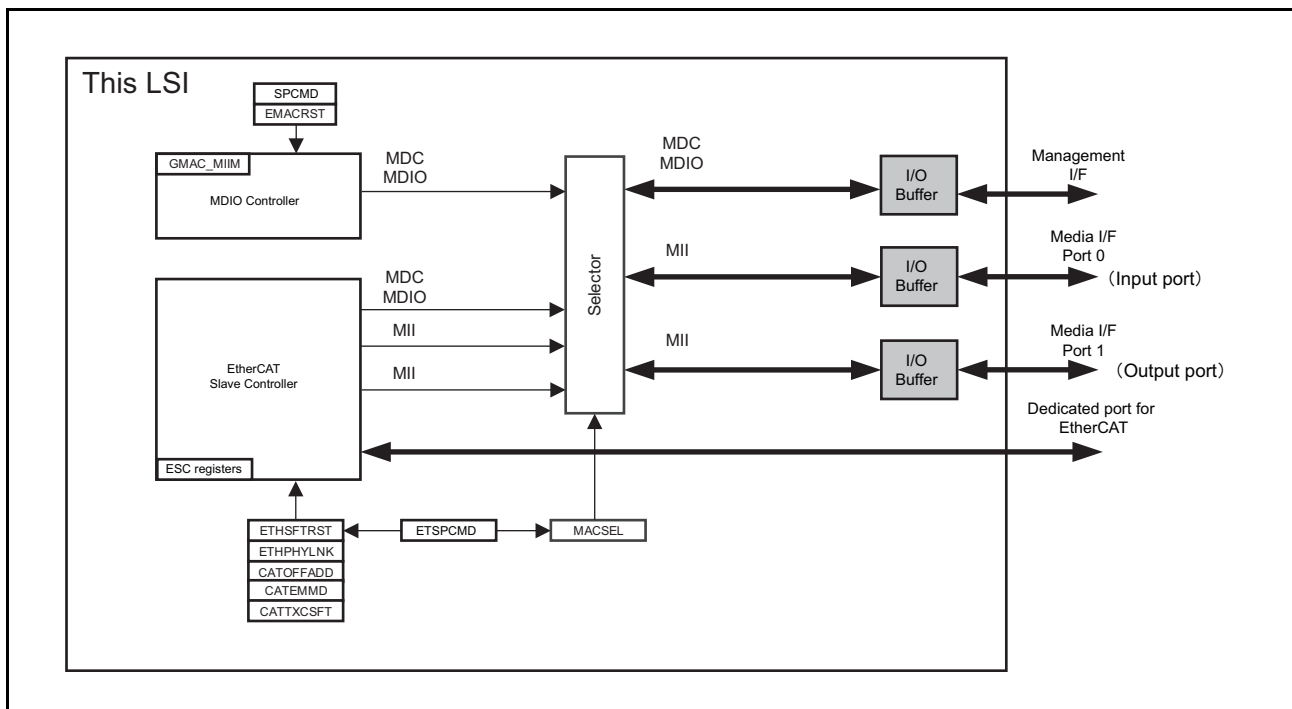 This LSI
SPCMD
EMACRST
GMAC_MIIM
MDIO Controller
MDC
MDIO
MDC
MDIO
I/O
Buffer
Management
I/F
Selector
EtherCAT
Slave Controller
ESC registers
MDC
MDIO
MII
MII
MII
I/O
Buffer
Media I/F
Port 0
（Input port）
MII
I/O
Buffer
Media I/F
Port 1
（Output port）
Dedicated port for
EtherCAT
ETHSFTRST
ETHPHYLNK
CATOFFADD
CATEMMD
CATTXCSFT
ETSPCMD
MACSEL